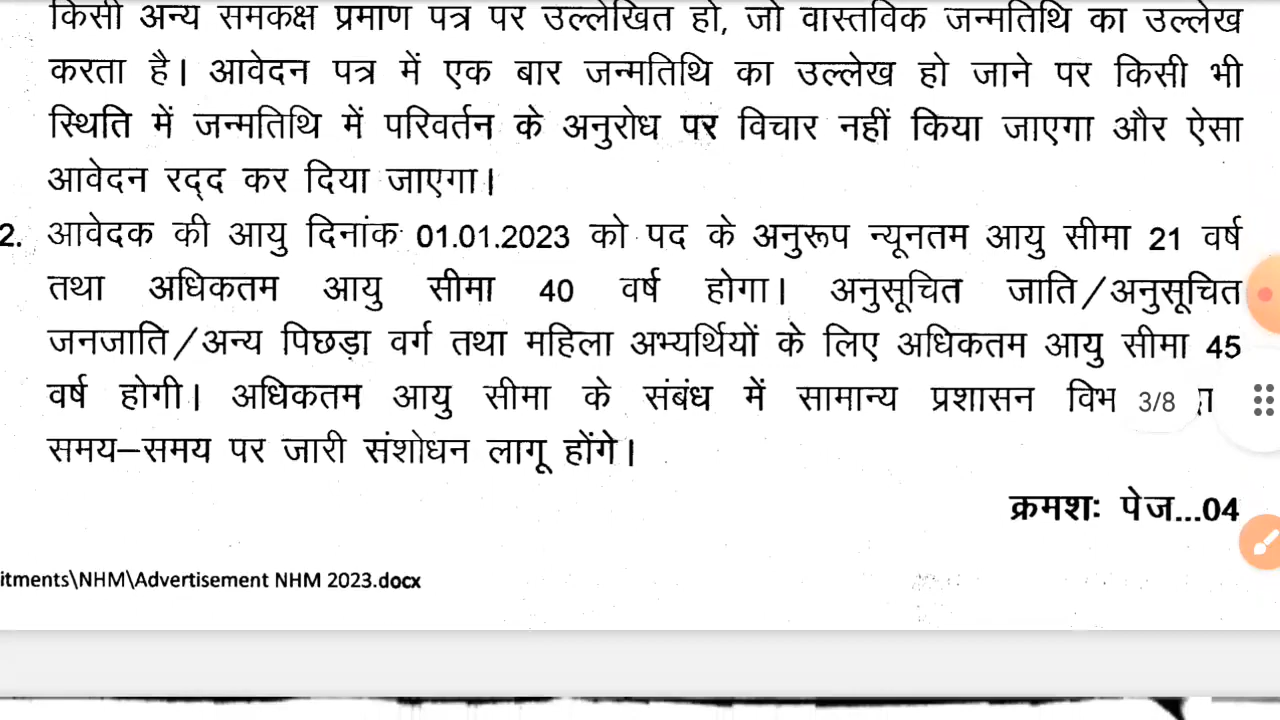 किसी अन्य समकक्ष प्रमाण पत्र पर उल्लेखित हो, जो वास्तविक जन्मतिथि का उल्लेख
करता है। आवेदन पत्र में एक बार जन्मतिथि का उल्लेख हो जाने पर किसी भी
स्थिति में जन्मतिथि में परिवर्तन के अनुरोध पर विचार नहीं किया जाएगा और ऐसा
आवेदन रद्द कर दिया जाएगा।
2. आवेदक की आयु दिनांक 01.01.2023 को पद के अनुरूप न्यूनतम आयु सीमा 21 वर्ष
तथा अधिकतम आयु सीमा 40 वर्ष होगा। अनुसूचित जाति/अनुसूचित
जनजाति/अन्य पिछड़ा वर्ग तथा महिला अभ्यर्थियों के लिए अधिकतम आयु सीमा 45
वर्ष होगी। अधिकतम आयु सीमा के संबंध में सामान्य प्रशासन
3/8
समय–समय पर जारी संशोधन लागू होंगे।
क्रमशः पेज...04
itments\NHM\Advertisement NHM 2023.docx